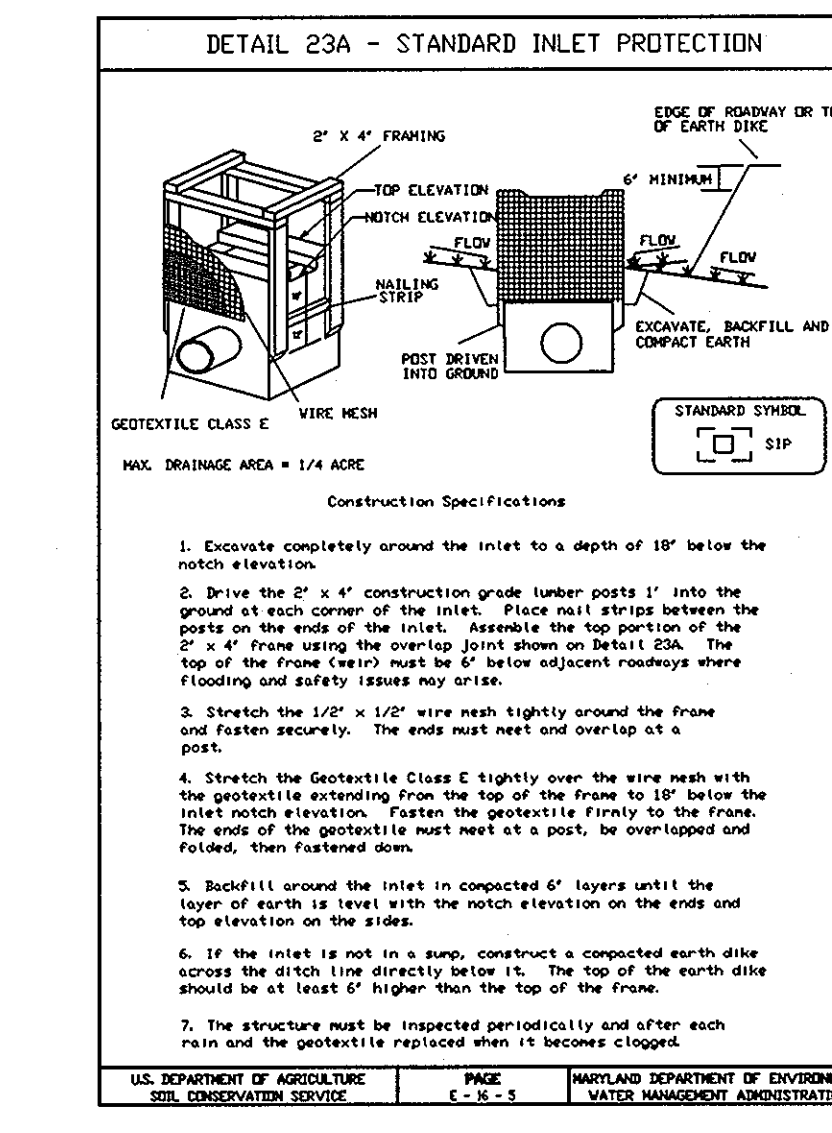 DETAIL 23A - STANDARD INLET PROTECTION
EDGE OF ROADWAY OR
OF EARTH DIKE
2" X 4" FRAMING
6" MINIMUM
TOP ELEVATION
NOTCH ELEVATION
FLOW
FLOW
FLOW
NAILING
STRIP
EXCAVATE, BACKFILL AND
COMPACT EARTH
POST DRIVEN
INTO GROUND
WIRE MESH
GEOTEXTILE CLASS E
STANDARD SYMBOL
SIP
MAX. DRAINAGE AREA = 1/4 ACRE
Construction Specifications
1. Excavate completely around the inlet to a depth of 18" below the
notch elevation.
2. Drive the 2" x 4" construction grade lumber posts 1' into the
ground at each corner of the inlet. Place nail strips between the
posts on the ends of the inlet. Assemble the top portion of the
2" x 4" frame using the overlap joint shown on Detail 23A. The
top of the frame (weir) must be 6" below adjacent roadways where
flooding and safety issues may arise.
3. Stretch the 1/2" x 1/2" wire mesh tightly around the frame
and fasten securely. The ends must meet and overlap at a
post.
4. Stretch the Geotextile Class E tightly over the wire mesh with
the geotextile extending from the top of the frame to 18" below the
inlet notch elevation. Fasten the geotextile firmly to the frame.
The ends of the geotextile must meet at a post, be overlapped and
folded, then fastened down.
5. Backfill around the inlet in compacted 6" layers until the
layer of earth is level with the notch elevation on the ends and
top elevation on the sides.
6. If the inlet is not in a sump, construct a compacted earth dike
across the ditch line directly below it. The top of the earth dike
should be at least 6" higher than the top of the frame.
7. The structure must be inspected periodically and after each
rain and the geotextile replaced when it becomes clogged.
U.S. DEPARTMENT OF AGRICULTURE
SOIL CONSERVATION SERVICE
PAGE
E - 16 - 5
MARYLAND DEPARTMENT OF
WATER MANAGEMENT